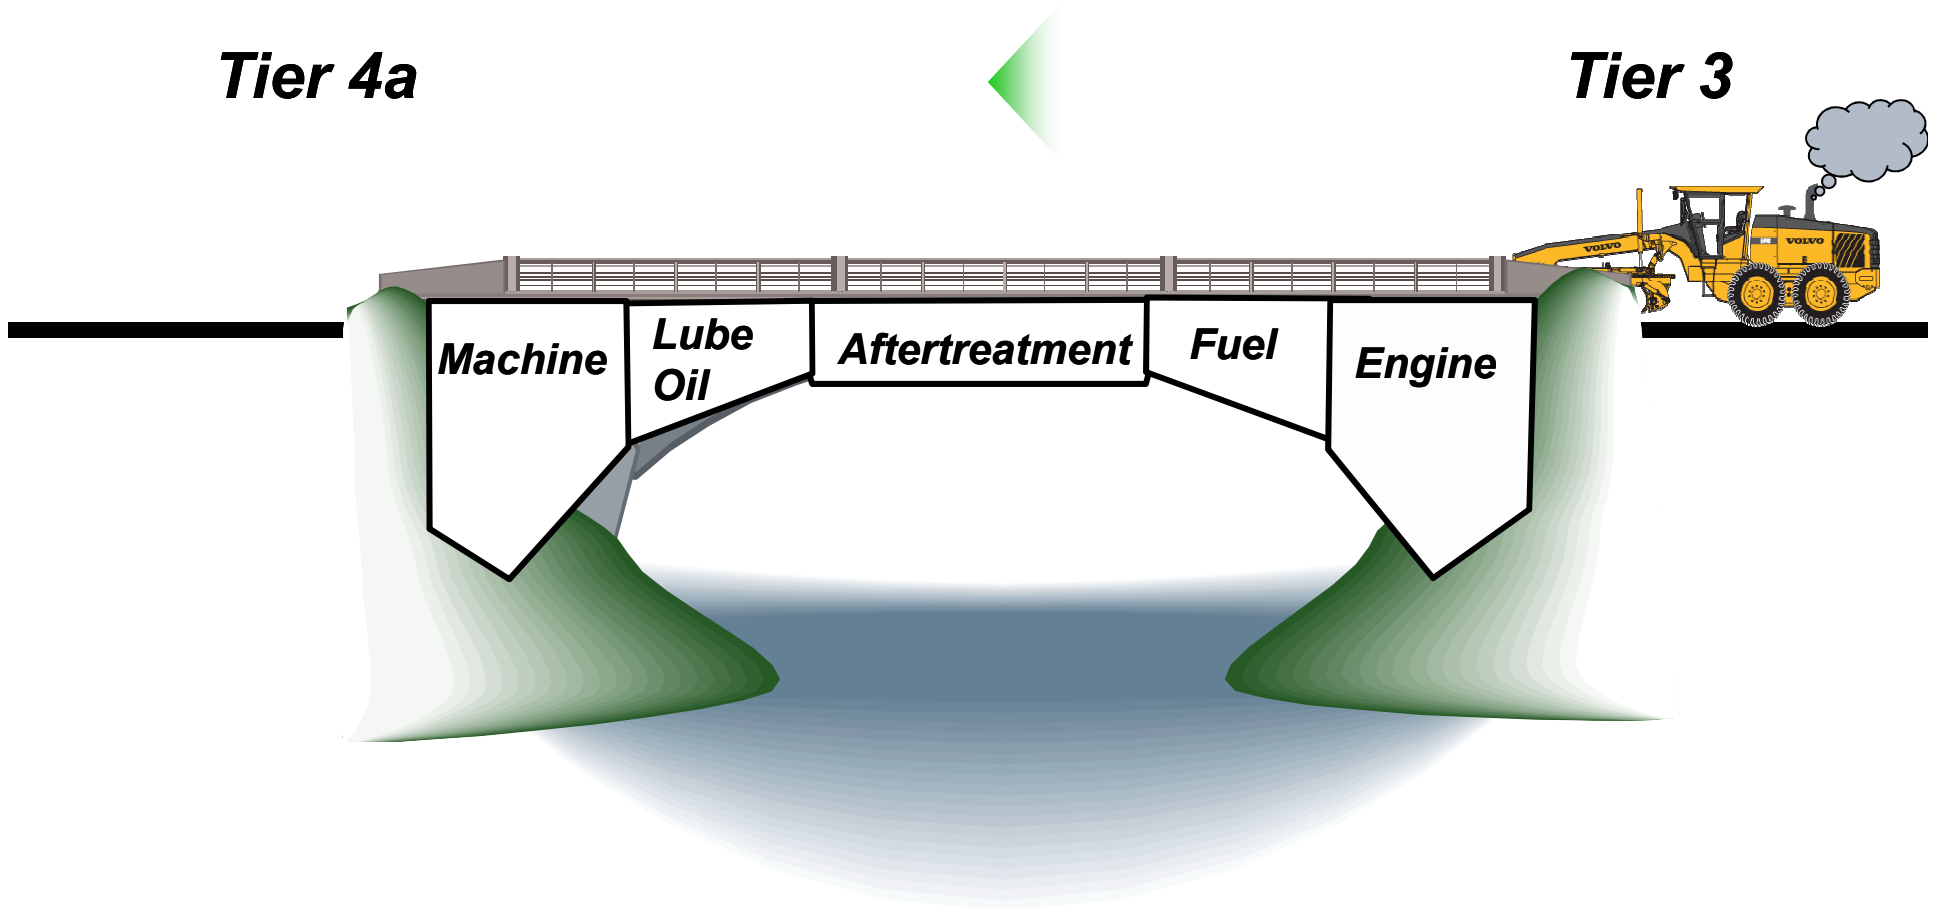 Tier 4a
Tier 3
VOLVO
VOLVO
Machine
Lube
Oil
Aftertreatment
Fuel
Engine